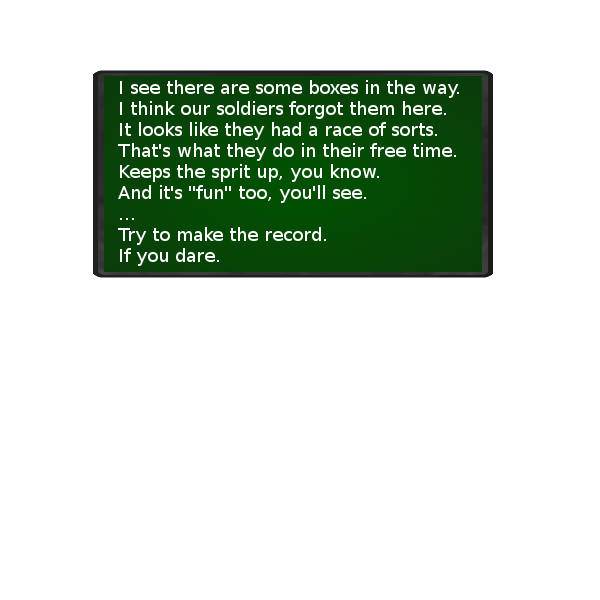 I see there are some boxes in the way.
I think our soldiers forgot them here.
It looks like they had a race of sorts.
That's what they do in their free time.
Keeps the sprit up, you know.
And it's "fun" too, you'll see.
...
Try to make the record.
If you dare.